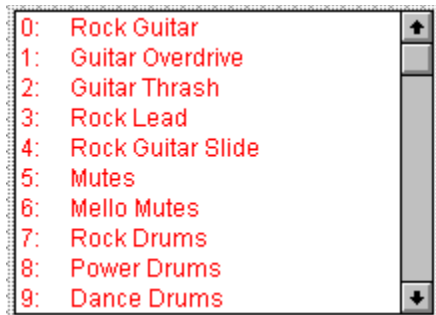 0: Rock Guitar
1: Guitar Overdrive
2: Guitar Thrash
3: Rock Lead
4: Rock Guitar Slide
5: Mutes
6: Mello Mutes
7: Rock Drums
8: Power Drums
9: Dance Drums